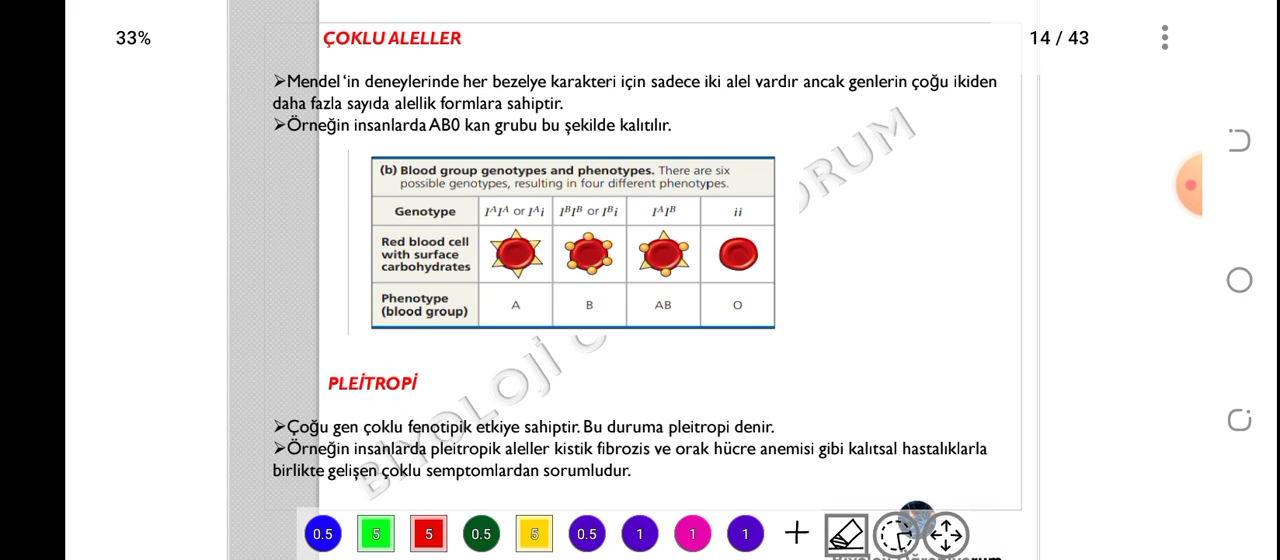 33%
ÇOKLU ALELLER
14 / 43
➤Mendel 'in deneylerinde her bezelye karakteri için sadece iki alel vardır ancak genlerin çoğu ikiden
daha fazla sayıda alellik formlara sahiptir.
➤Örneğin insanlarda AB0 kan grubu bu şekilde kalıtılır.
(b) Blood group genotypes and phenotypes. There are six
possible genotypes, resulting in four different phenotypes.
Genotype IᴬIᴬ or Iᴬi IᴮIᴮ or Iᴮi IᴬIᴮ ii
Red blood cell
with surface
carbohydrates
Phenotype
(blood group) A B AB O
PLEİTROPİ
➤Çoğu gen çoklu fenotipik etkiye sahiptir. Bu duruma pleitropi denir.
➤Örneğin insanlarda pleitropik aleller kistik fibrozis ve orak hücre anemisi gibi kalıtsal hastalıklarla
birlikte gelişen çoklu semptomlardan sorumludur.
BİYOLOJİ
RUM
0.5 5 5 0.5 5 0.5 1 1 1